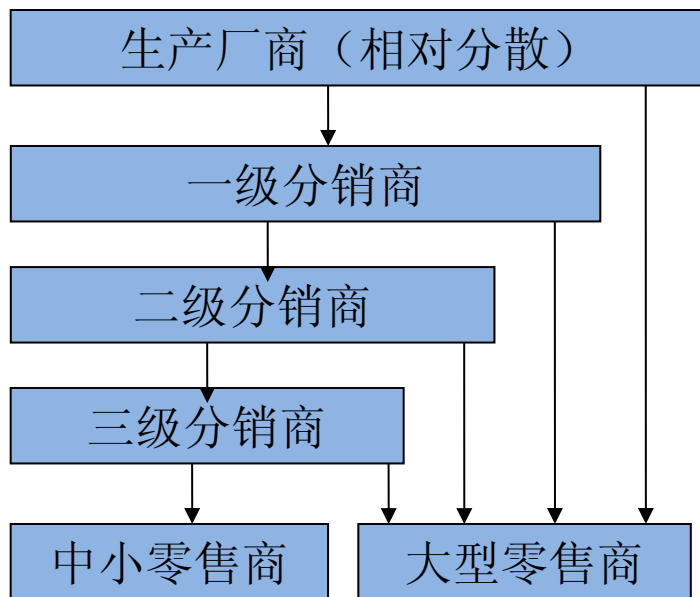 生产厂商（相对分散）
一级分销商
二级分销商
三级分销商
中小零售商
大型零售商